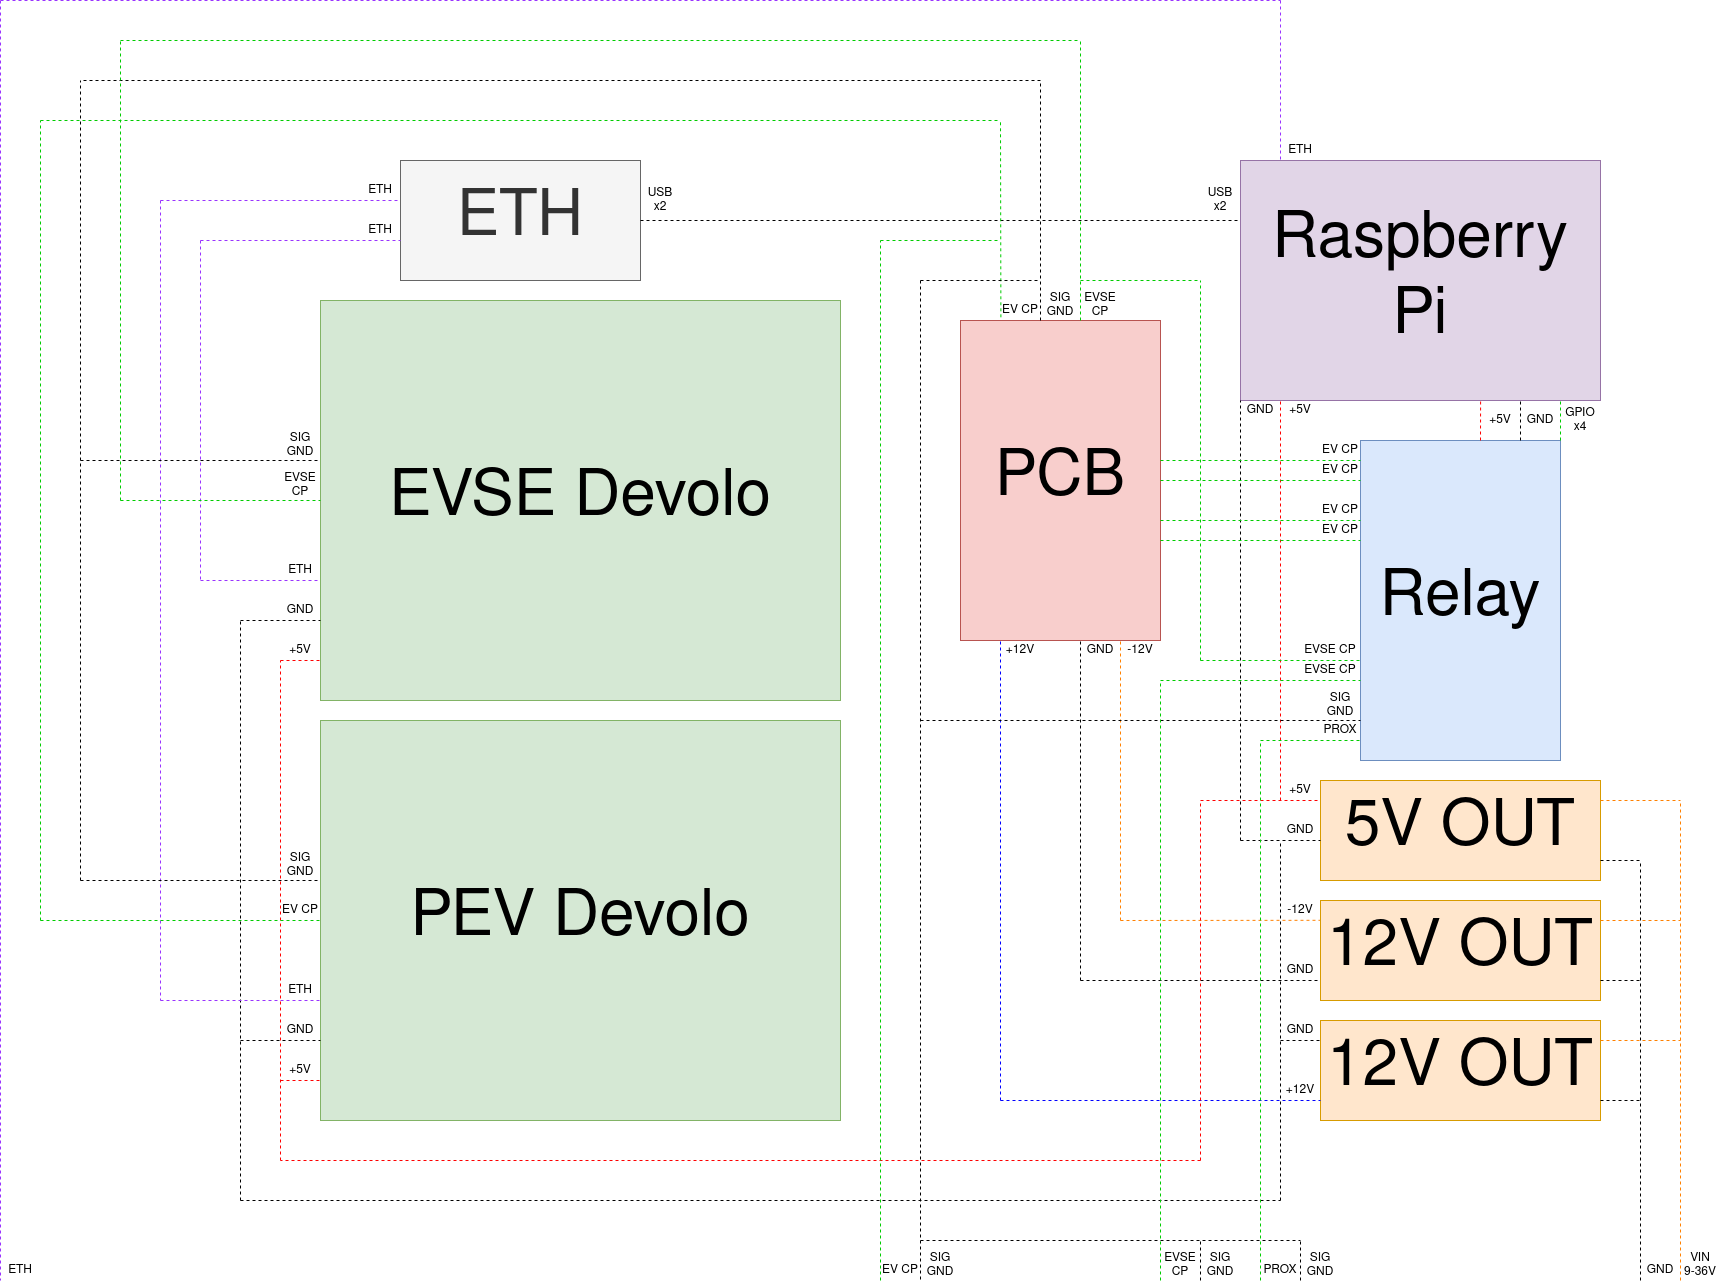 ETH
ETH
ETH
ETH
USB
x2
USB
x2
Raspberry
Pi
EV CP
SIG
GND
EVSE
CP
GND
+5V
+5V
GND
GPIO
x4
SIG
GND
EVSE
CP
ETH
GND
+5V
EVSE Devolo
PCB
EV CP
EV CP
EV CP
EV CP
Relay
EVSE CP
EVSE CP
SIG
GND
PROX
+12V
GND
-12V
SIG
GND
EV CP
ETH
GND
+5V
PEV Devolo
+5V
GND
5V OUT
-12V
GND
12V OUT
GND
+12V
12V OUT
ETH
EV CP
SIG
GND
EVSE
CP
SIG
GND
PROX
SIG
GND
GND
VIN
9-36V